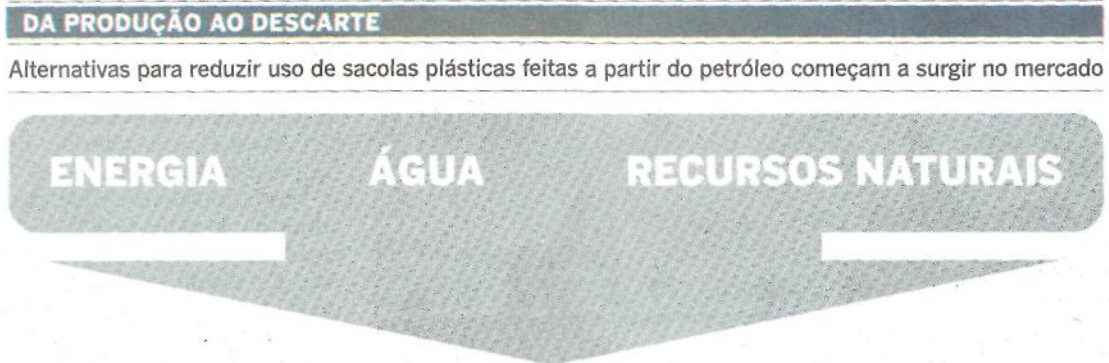 DA PRODUÇÃO AO DESCARTE
Alternativas para reduzir uso de sacolas plásticas feitas a partir do petróleo começam a surgir no mercado
ENERGIA ÁGUA RECURSOS NATURAIS